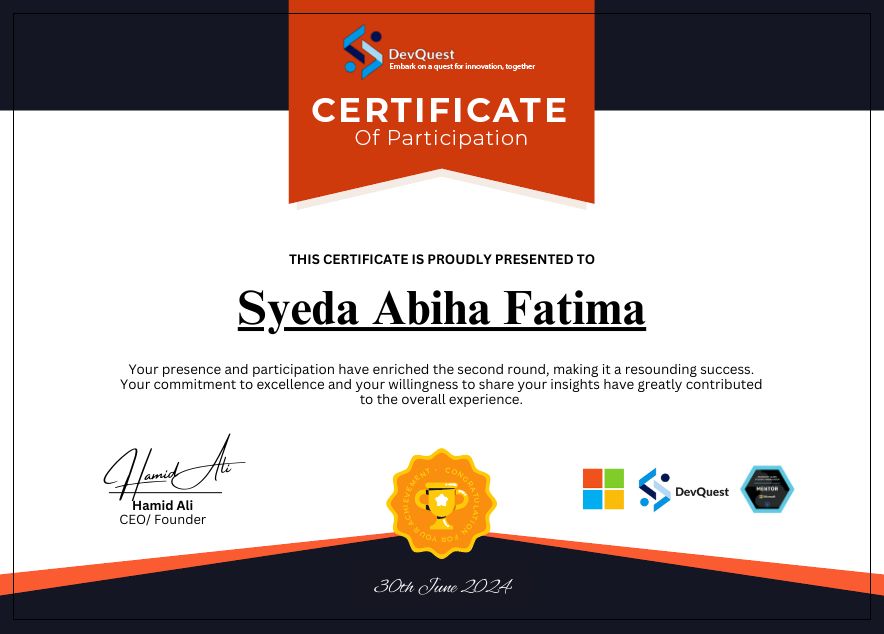 DevQuest
Embark on a quest for innovation, together
CERTIFICATE
Of Participation
THIS CERTIFICATE IS PROUDLY PRESENTED TO
Syeda Abiha Fatima
Your presence and participation have enriched the second round, making it a resounding success.
Your commitment to excellence and your willingness to share your insights have greatly contributed
to the overall experience.
Hamid Ali
Hamid Ali
CEO/ Founder
CONGRATULATION FOR YOUR ACHIEVEMENT
DevQuest
MENTOR
Microsoft
30th June 2024